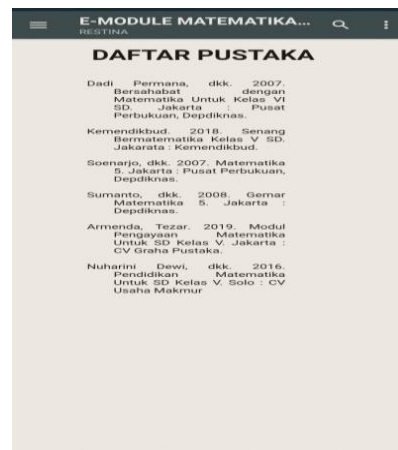 E-MODULE MATEMATIKA...
RESTINA
DAFTAR PUSTAKA
Dadi Permana, dkk. 2007.
Bersahabat dengan
Matematika Untuk Kelas VI
SD. Jakarta : Pusat
Perbukuan, Depdiknas.
Kemendikbud. 2018. Senang
Bermatematika Kelas V SD.
Jakarata : Kemendikbud.
Soenarjo, dkk. 2007. Matematika
5. Jakarta : Pusat Perbukuan,
Depdiknas.
Sumanto, dkk. 2008. Gemar
Matematika 5. Jakarta :
Depdiknas.
Armenda, Tezar. 2019. Modul
Pengayaan Matematika
Untuk SD Kelas V. Jakarta :
CV Graha Pustaka.
Nuharini Dewi, dkk. 2016.
Pendidikan Matematika
Untuk SD Kelas V. Solo : CV
Usaha Makmur